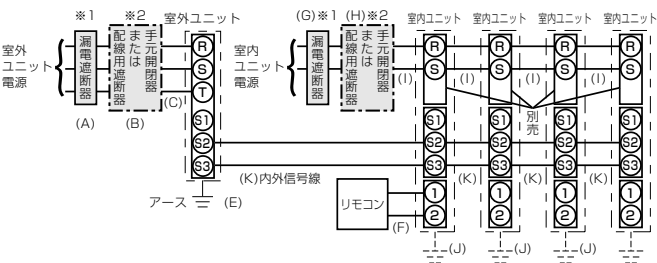 ※1 ※2 室外ユニット (G)※1 (H)※2 室内ユニット 室内ユニット 室内ユニット 室内ユニット
室外
ユニット
電源
漏電遮断器
手元開閉器
または
配線用遮断器
R
S
T
S1
S2
S3
(A)
(B)
(C)
室内
ユニット
電源
漏電遮断器
手元開閉器
または
配線用遮断器
R R R R
S S S S
(I) (I) (I) (I)
別売
S1 S1 S1 S1
S2 S2 S2 S2
S3 S3 S3 S3
(K)内外信号線 (K) (K) (K)
アース (E)
リモコン
(F)
1 1 1 1
2 2 2 2
(J) (J) (J)